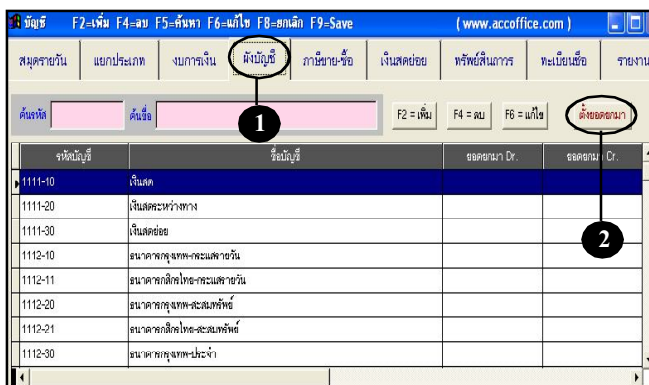 บัญชี F2=เพิ่ม F4=ลบ F5=ค้นหา F6=แก้ไข F8=ยกเลิก F9=Save ( www.accoffice.com )
สมุดรายวัน แยกประเภท งบการเงิน ผังบัญชี ภาษีขาย-ซื้อ เงินสดย่อย ทรัพย์สินถาวร ทะเบียนชื่อ รายงาน
ค้นรหัส ค้นชื่อ F2 = เพิ่ม F4 = ลบ F6 = แก้ไข ตั้งยอดยกมา
1
รหัสบัญชี ชื่อบัญชี ยอดยกมา Dr. ยอดยกมา Cr.
1111-10 เงินสด
1111-20 เงินสดระหว่างทาง
1111-30 เงินสดย่อย
2
1112-10 ธนาคารกรุงเทพ-กระแสรายวัน
1112-11 ธนาคารกสิกรไทย-กระแสรายวัน
1112-20 ธนาคารกรุงเทพ-สะสมทรัพย์
1112-21 ธนาคารกสิกรไทย-สะสมทรัพย์
1112-30 ธนาคารกรุงเทพ-ประจำ